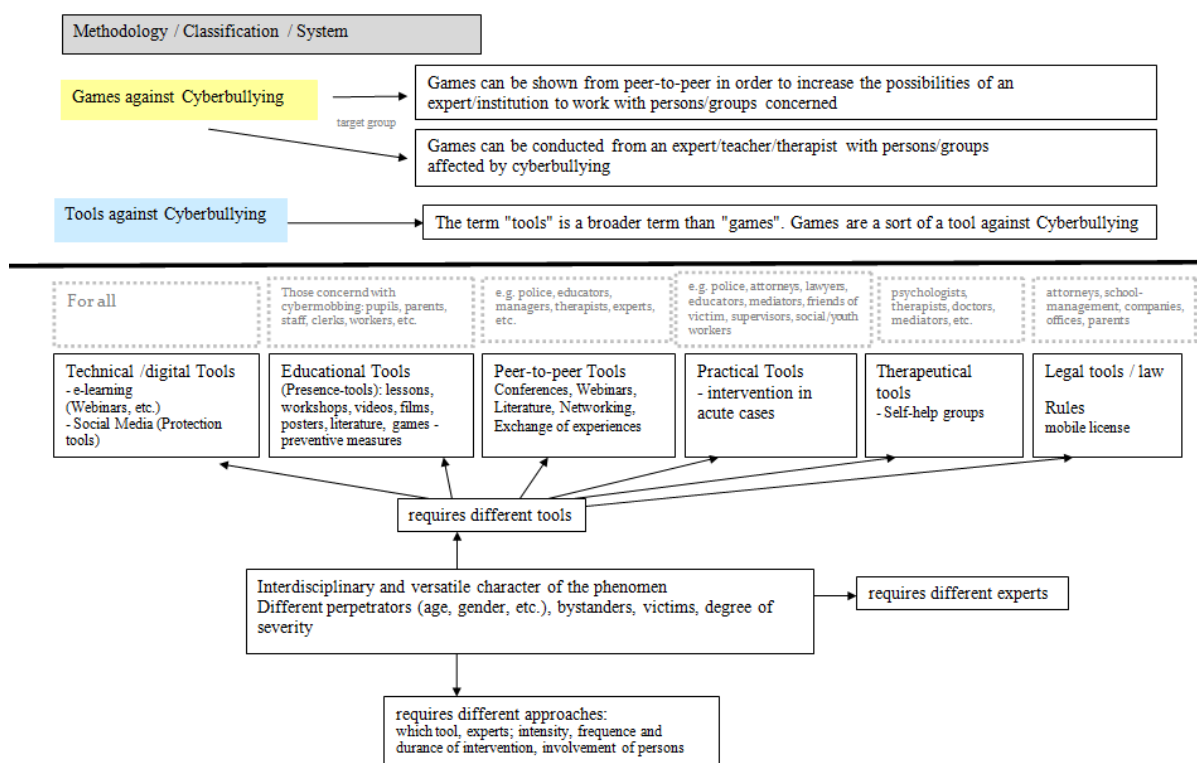 Methodology / Classification / System
Games against Cyberbullying
target group
Games can be shown from peer-to-peer in order to increase the possibilities of an
expert/institution to work with persons/groups concerned
Games can be conducted from an expert/teacher/therapist with persons/groups
affected by cyberbullying
Tools against Cyberbullying
The term "tools" is a broader term than "games". Games are a sort of a tool against Cyberbullying
For all
Those concernd with
cybermobbing: pupils, parents,
staff, clerks, workers, etc.
e.g. police, educators,
managers, therapists, experts,
etc.
e.g. police, attorneys, lawyers,
educators, mediators, friends of
victim, supervisors, social/youth
workers
psychologists,
therapists, doctors,
mediators, etc.
attorneys, school-
management, companies,
offices, parents
Technical /digital Tools
- e-learning
(Webinars, etc.)
- Social Media (Protection
tools)
Educational Tools
(Presence-tools): lessons,
workshops, videos, films,
posters, literature, games -
preventive measures
Peer-to-peer Tools
Conferences, Webinars,
Literature, Networking,
Exchange of experiences
Practical Tools
- intervention in
acute cases
Therapeutical
tools
- Self-help groups
Legal tools / law
Rules
mobile license
requires different tools
Interdisciplinary and versatile character of the phenomen
Different perpetrators (age, gender, etc.), bystanders, victims, degree of
severity
requires different experts
requires different approaches:
which tool, experts; intensity, frequence and
durance of intervention, involvement of persons